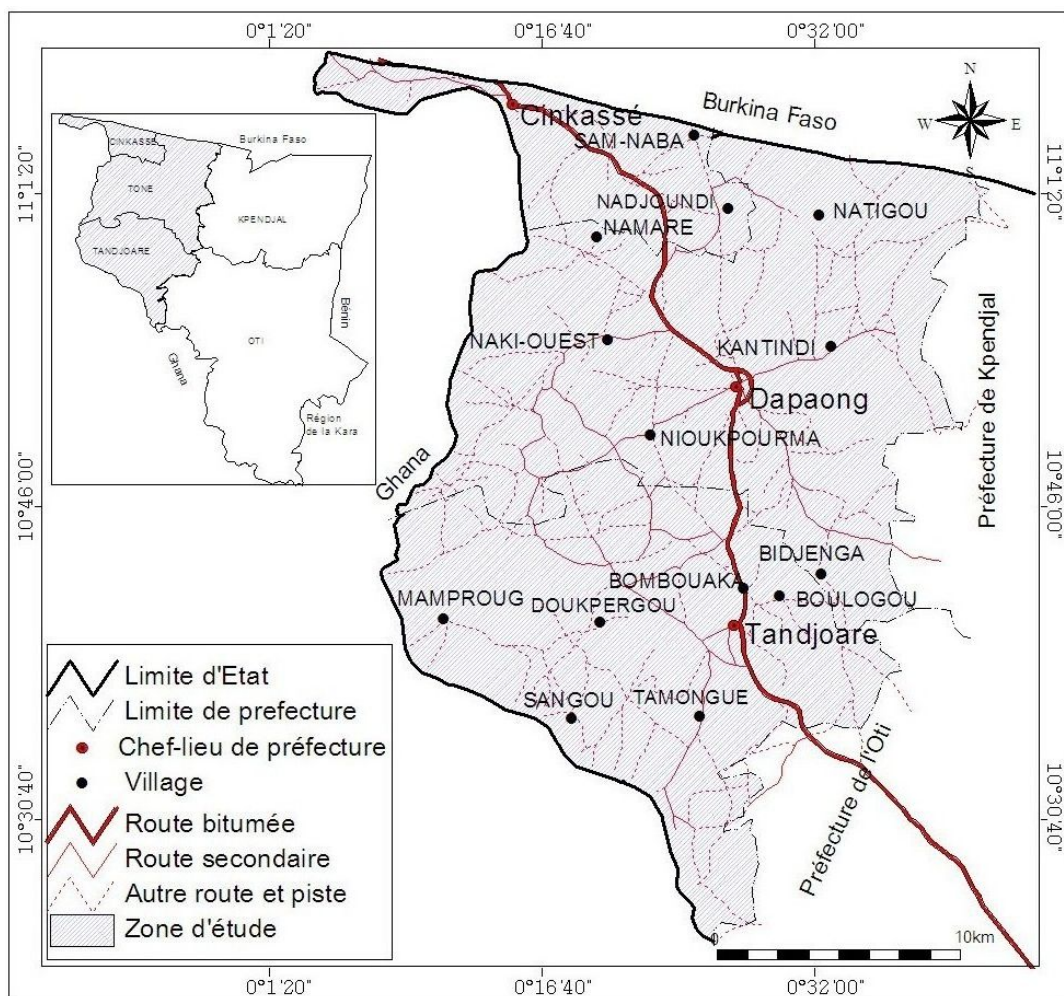 0°1'20"
0°16'40"
0°32'00"
N
W
E
S
11°1'20"
11°1'20"
10°46'00"
10°46'00"
10°30'40"
10°30'40"
Burkina Faso
CINKASSE
TONE
KPENDJAL
TANDJOARE
Bénin
OTI
Ghana
Région
de la Kara
Burkina Faso
Cinkassé
SAM-NABA
NADJOUNDI
NATIGOU
NAMARE
NAKI-OUEST
KANTINDI
Dapaong
NIOUKPOURMA
Préfecture de Kpendjal
Ghana
BIDJENGA
BOMBOUAKA
BOULOGOU
MAMPROUG
DOUKPERGOU
Tandjoare
SANGOU
TAMONGUE
Préfecture de l'Oti
Limite d'Etat
Limite de prefecture
Chef-lieu de préfecture
Village
Route bitumée
Route secondaire
Autre route et piste
Zone d'étude
0
10km
0°1'20"
0°16'40"
0°32'00"